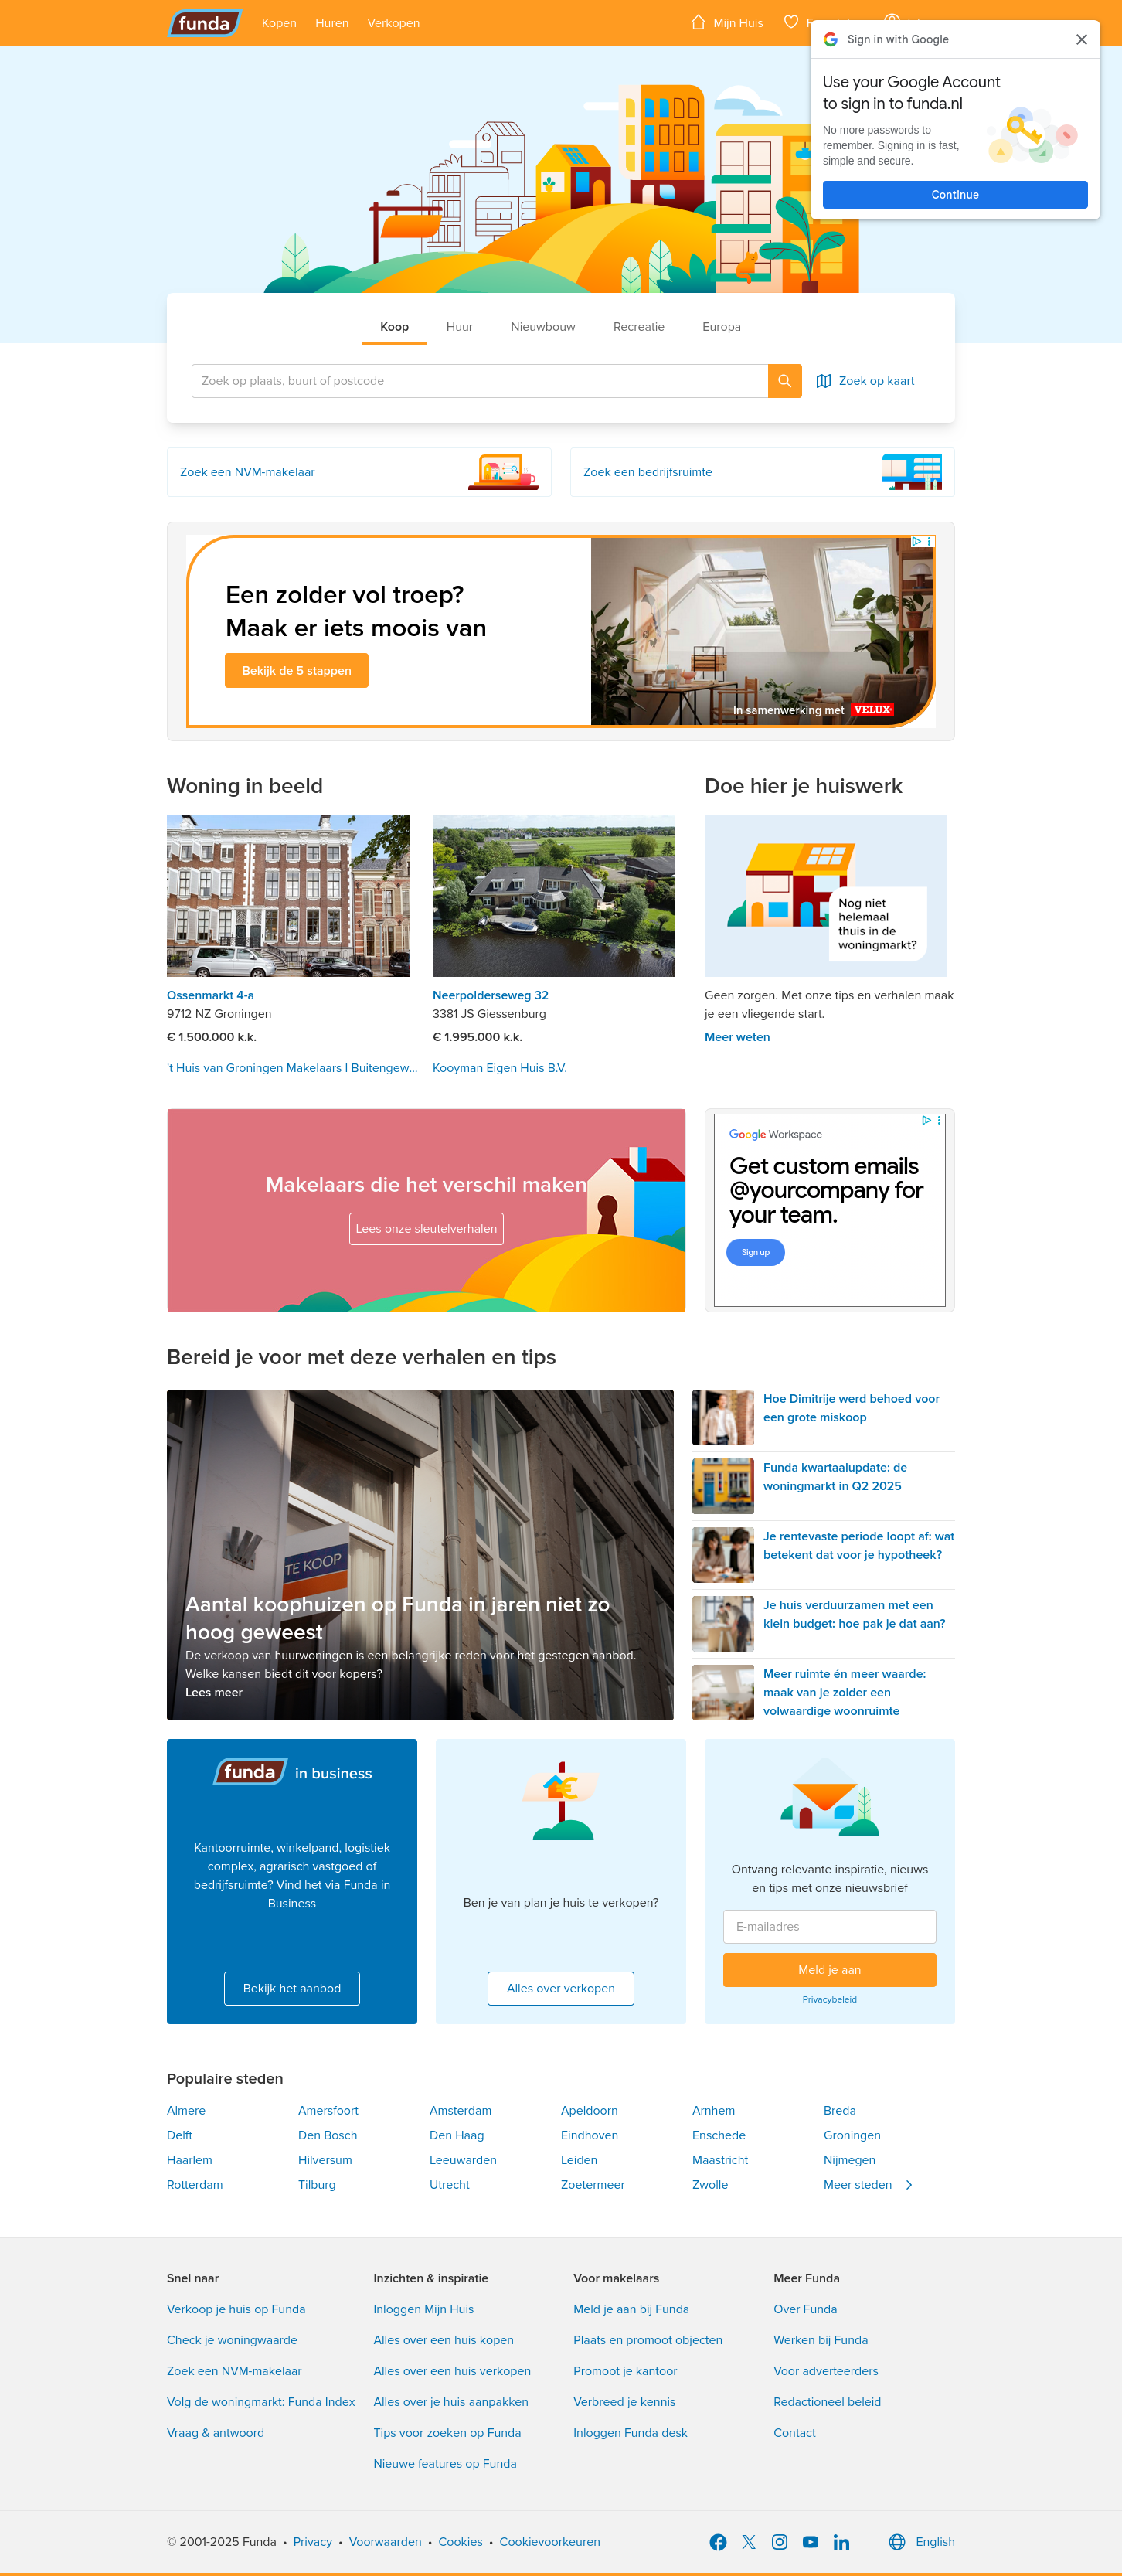 funda
Kopen
Huren
Verkopen
Mijn Huis
Sign in with Google
Use your Google Account
to sign in to funda.nl
No more passwords to
remember. Signing in is fast,
simple and secure.
Continue
Koop
Huur
Nieuwbouw
Recreatie
Europa
Zoek op plaats, buurt of postcode
Zoek op kaart
Zoek een NVM-makelaar
Zoek een bedrijfsruimte
Een zolder vol troep?
Maak er iets moois van
Bekijk de 5 stappen
In samenwerking met VELUX
Woning in beeld
Ossenmarkt 4-a
9712 NZ Groningen
€ 1.500.000 k.k.
't Huis van Groningen Makelaars I Buitengew...
Neerpolderseweg 32
3381 JS Giessenburg
€ 1.995.000 k.k.
Kooyman Eigen Huis B.V.
Doe hier je huiswerk
Nog niet
helemaal
thuis in de
woningmarkt?
Geen zorgen. Met onze tips en verhalen maak
je een vliegende start.
Meer weten
Makelaars die het verschil maken
Lees onze sleutelverhalen
Google Workspace
Get custom emails
@yourcompany for
your team.
Sign up
Bereid je voor met deze verhalen en tips
TE KOOP
Aantal koophuizen op Funda in jaren niet zo
hoog geweest
De verkoop van huurwoningen is een belangrijke reden voor het gestegen aanbod.
Welke kansen biedt dit voor kopers?
Lees meer
Hoe Dimitrije werd behoed voor
een grote miskoop
Funda kwartaalupdate: de
woningmarkt in Q2 2025
Je rentevaste periode loopt af: wat
betekent dat voor je hypotheek?
Je huis verduurzamen met een
klein budget: hoe pak je dat aan?
Meer ruimte én meer waarde:
maak van je zolder een
volwaardige woonruimte
funda in business
Kantoorruimte, winkelpand, logistiek
complex, agrarisch vastgoed of
bedrijfsruimte? Vind het via Funda in
Business
Bekijk het aanbod
Ben je van plan je huis te verkopen?
Alles over verkopen
Ontvang relevante inspiratie, nieuws
en tips met onze nieuwsbrief
E-mailadres
Meld je aan
Privacybeleid
Populaire steden
Almere
Amersfoort
Amsterdam
Apeldoorn
Arnhem
Breda
Delft
Den Bosch
Den Haag
Eindhoven
Enschede
Groningen
Haarlem
Hilversum
Leeuwarden
Leiden
Maastricht
Nijmegen
Rotterdam
Tilburg
Utrecht
Zoetermeer
Zwolle
Meer steden
Snel naar
Verkoop je huis op Funda
Check je woningwaarde
Zoek een NVM-makelaar
Volg de woningmarkt: Funda Index
Vraag & antwoord
Inzichten & inspiratie
Inloggen Mijn Huis
Alles over een huis kopen
Alles over een huis verkopen
Alles over je huis aanpakken
Tips voor zoeken op Funda
Nieuwe features op Funda
Voor makelaars
Meld je aan bij Funda
Plaats en promoot objecten
Promoot je kantoor
Verbreed je kennis
Inloggen Funda desk
Meer Funda
Over Funda
Werken bij Funda
Voor adverteerders
Redactioneel beleid
Contact
© 2001-2025 Funda • Privacy • Voorwaarden • Cookies • Cookievoorkeuren
English